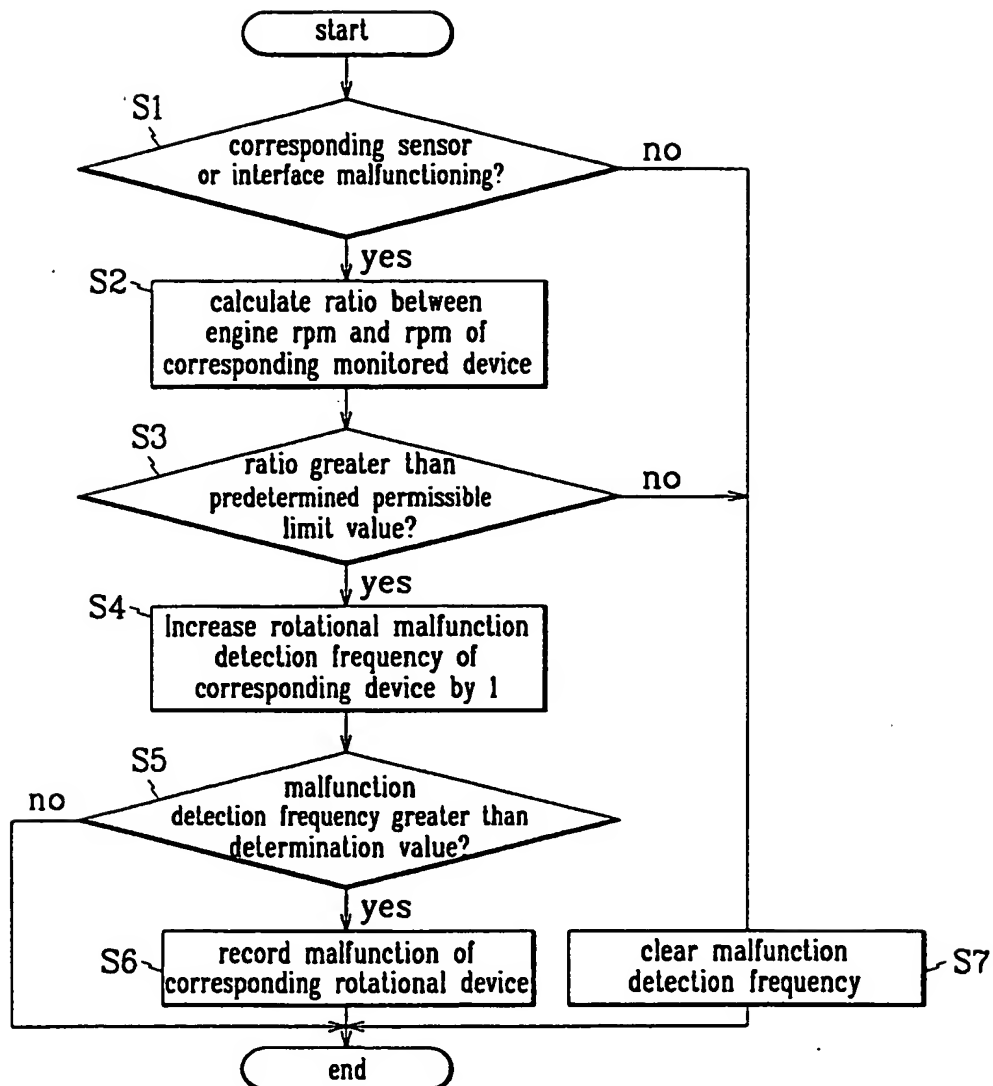 start
S1
corresponding sensor
or interface malfunctioning?
no
yes
S2
calculate ratio between
engine rpm and rpm of
corresponding monitored device
S3
ratio greater than
predetermined permissible
limit value?
no
yes
S4
Increase rotational malfunction
detection frequency of
corresponding device by 1
S5
no
malfunction
detection frequency greater than
determination value?
yes
S6
record malfunction of
corresponding rotational device
clear malfunction
detection frequency
S7
end